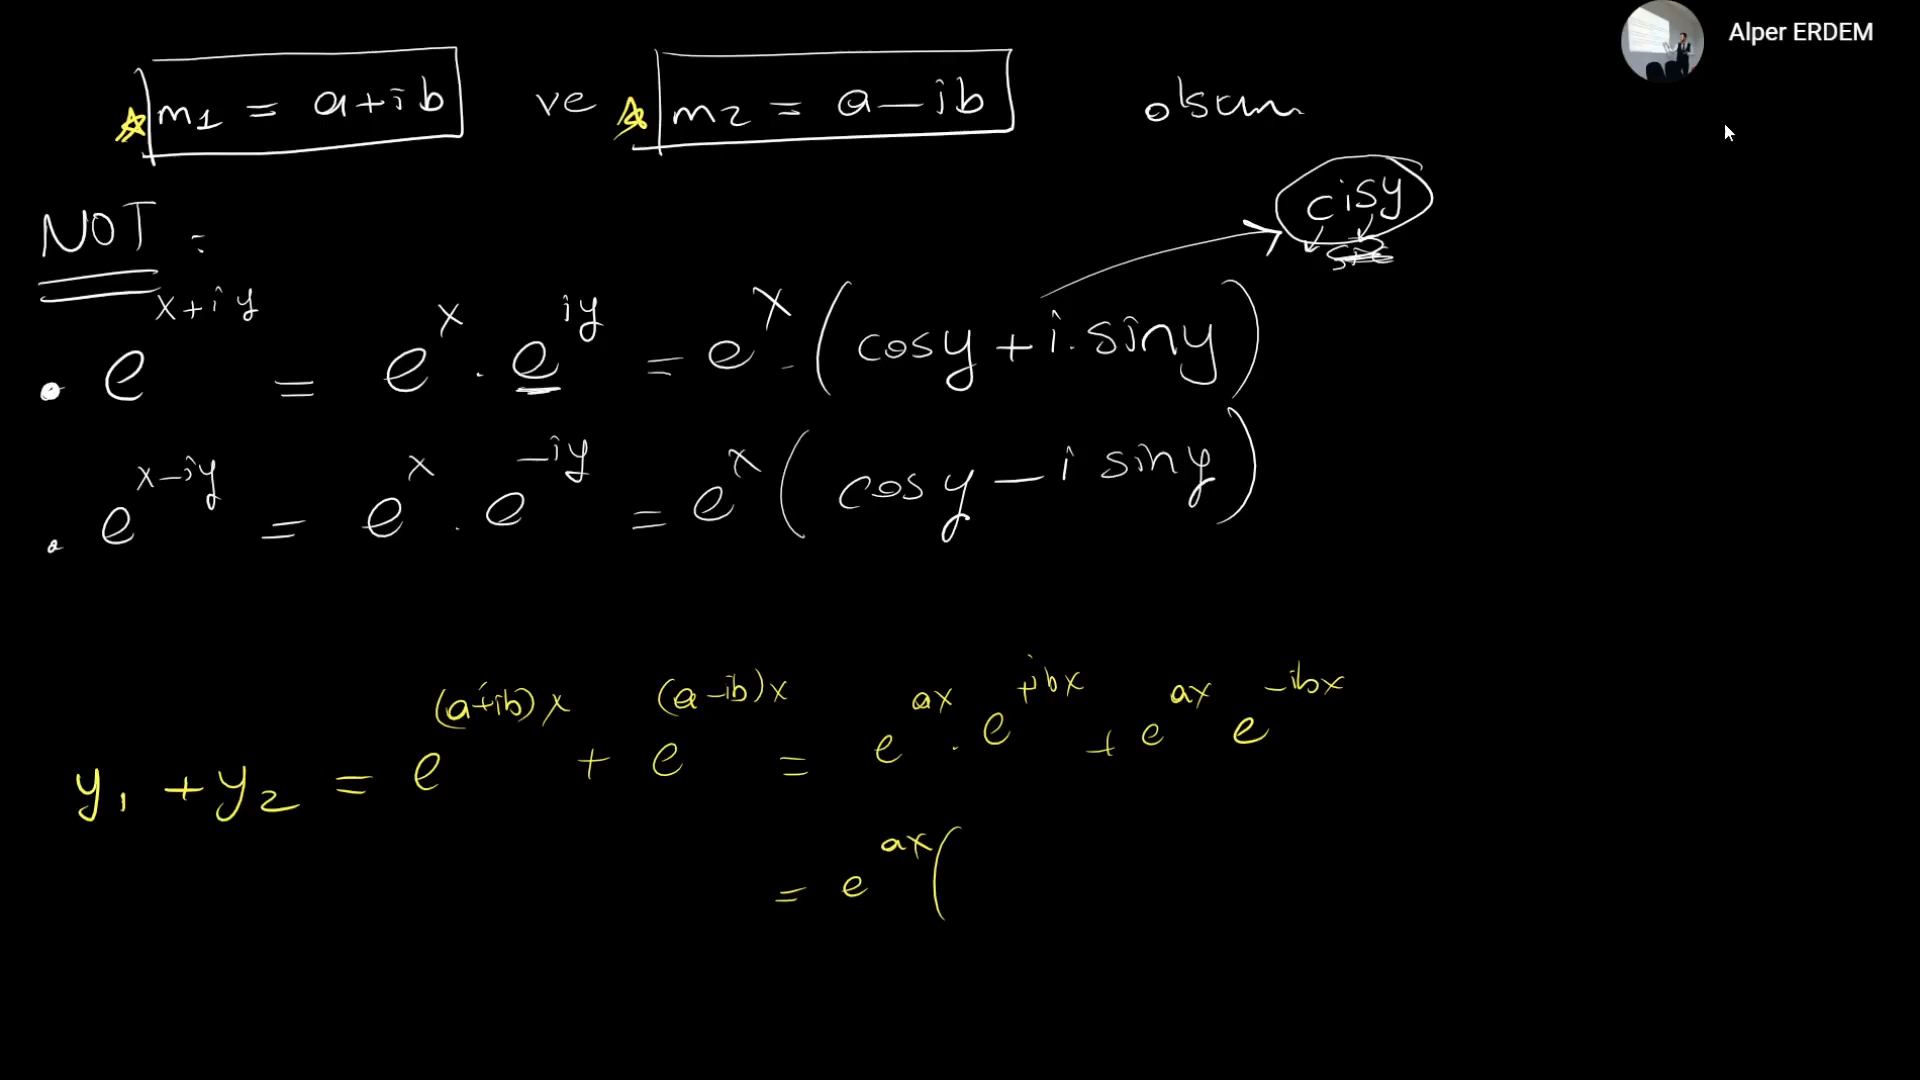 Alper ERDEM
m₁ = a+ib ve m₂ = a-ib olsun
cisy
NOT:
• e^(x+iy) = e^x · e^(iy) = e^x · (cosy + i·siny)
• e^(x-iy) = e^x · e^(-iy) = e^x (cosy - i siny)
y₁ + y₂ = e^((a+ib)x) + e^((a-ib)x) = e^(ax) · e^(+ibx) + e^(ax) e^(-ibx)
= e^(ax) (